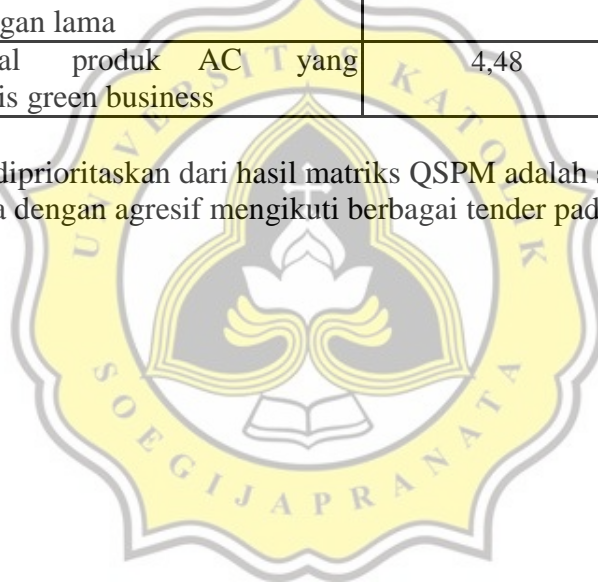 gan lama
al produk AC yang 4,48
is green business
diprioritaskan dari hasil matriks QSPM adalah
dengan agresif mengikuti berbagai tender
UNIVERSITAS KATOLIK
SOEGIJAPRANATA